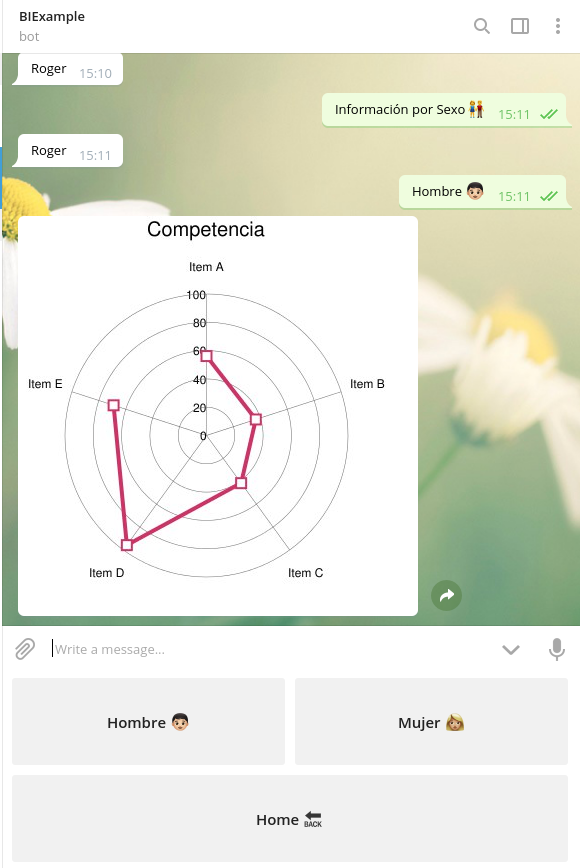 BIExample
bot
Roger 15:10
Información por Sexo 15:11
Roger 15:11
Hombre 15:11
Competencia
Item A
100
80
60
Item E
Item B
40
20
0
Item D
Item C
Write a message...
Hombre
Mujer
Home BACK